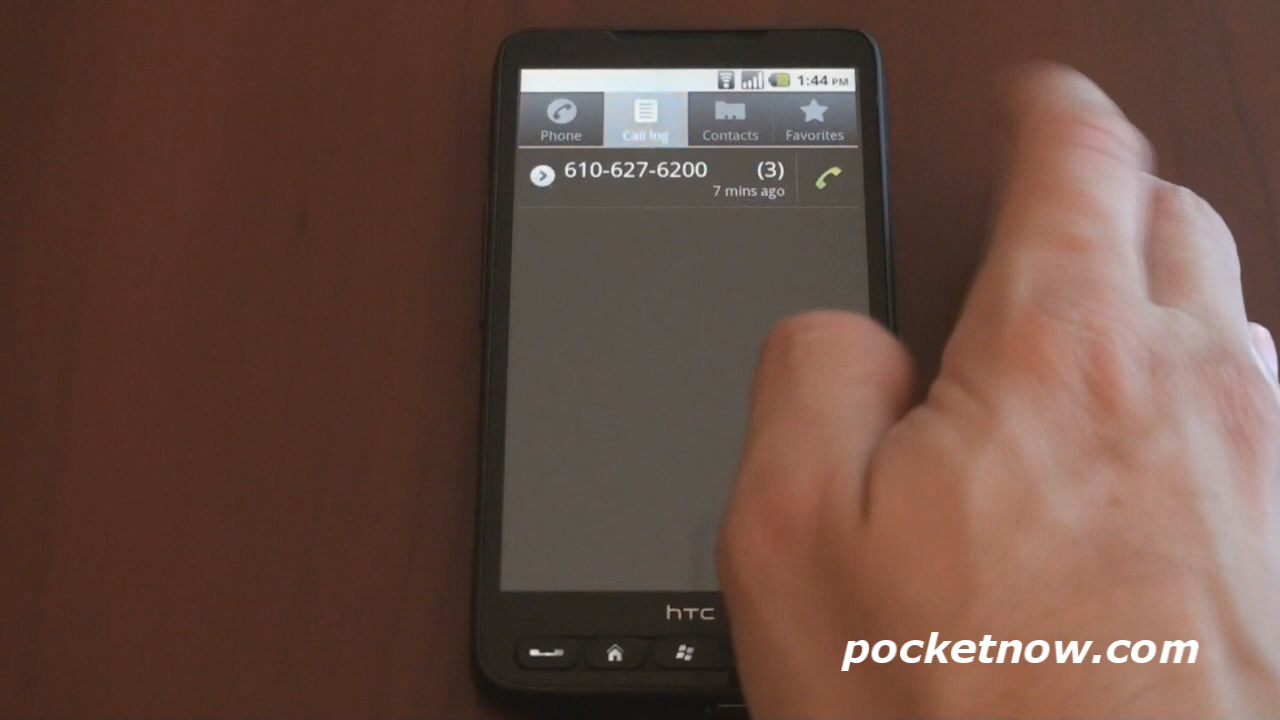 1:44 PM
Phone Call log Contacts Favorites
610-627-6200 (3)
7 mins ago
hTC
pocketnow.com